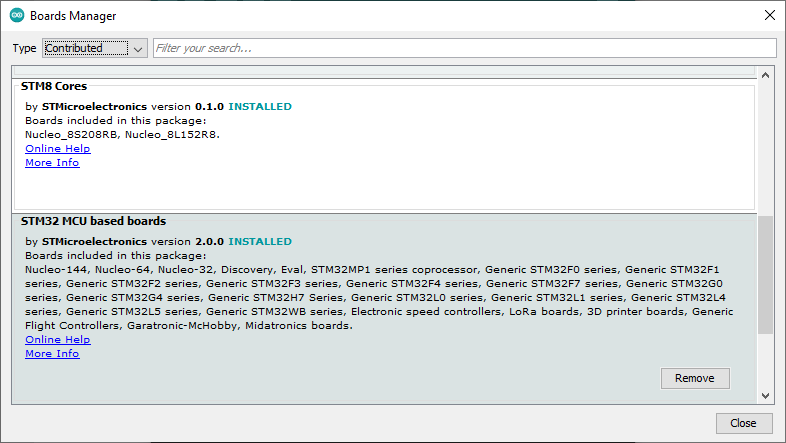 Boards Manager
Type Contributed Filter your search...
STM8 Cores
by STMicroelectronics version 0.1.0 INSTALLED
Boards included in this package:
Nucleo_8S208RB, Nucleo_8L152R8.
Online Help
More Info
STM32 MCU based boards
by STMicroelectronics version 2.0.0 INSTALLED
Boards included in this package:
Nucleo-144, Nucleo-64, Nucleo-32, Discovery, Eval, STM32MP1 series coprocessor, Generic STM32F0 series, Generic STM32F1
series, Generic STM32F2 series, Generic STM32F3 series, Generic STM32F4 series, Generic STM32F7 series, Generic STM32G0
series, Generic STM32G4 series, Generic STM32H7 Series, Generic STM32L0 series, Generic STM32L1 series, Generic STM32L4
series, Generic STM32L5 series, Generic STM32WB series, Electronic speed controllers, LoRa boards, 3D printer boards, Generic
Flight Controllers, Garatronic-McHobby, Midatronics boards.
Online Help
More Info
Remove
Close